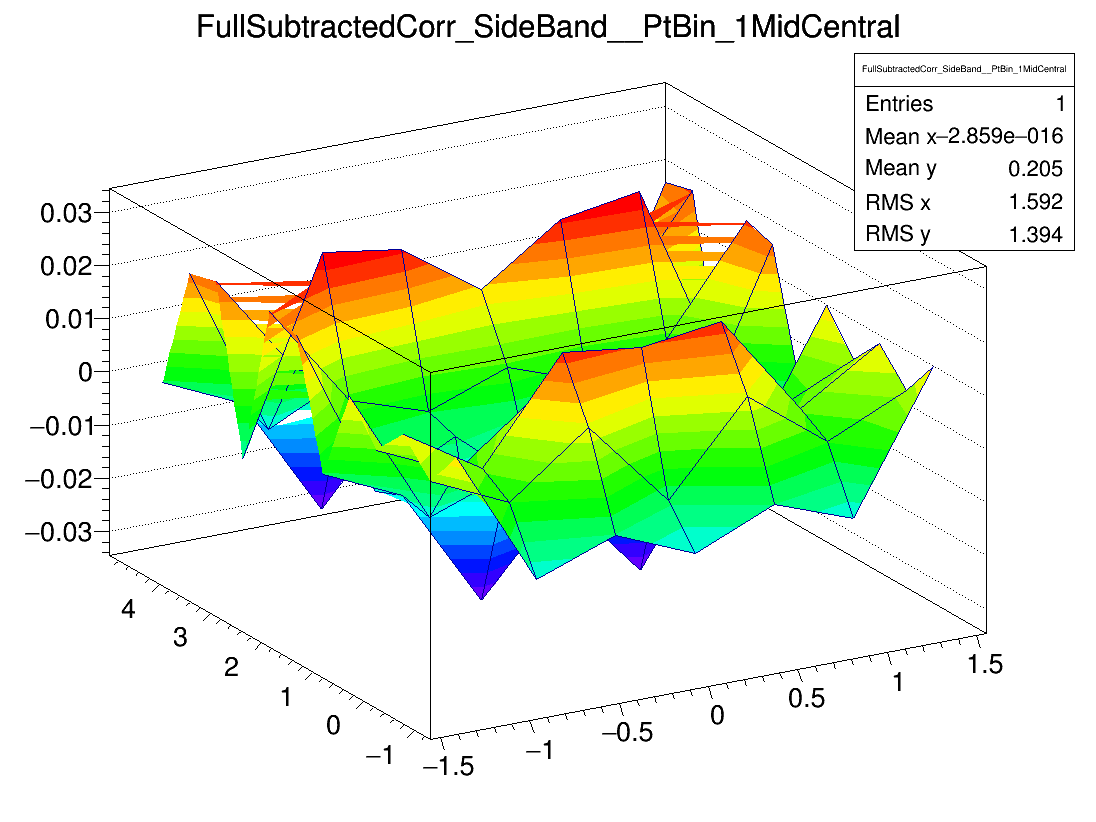 FullSubtractedCorr_SideBand__PtBin_1MidCentral
FullSubtractedCorr_SideBand__PtBin_1MidCentral
Entries 1
Mean x −2.859e−016
Mean y 0.205
RMS x 1.592
RMS y 1.394
0.03
0.02
0.01
0
−0.01
−0.02
−0.03
4
3
2
1
0
−1
−1.5
−1
−0.5
0
0.5
1
1.5